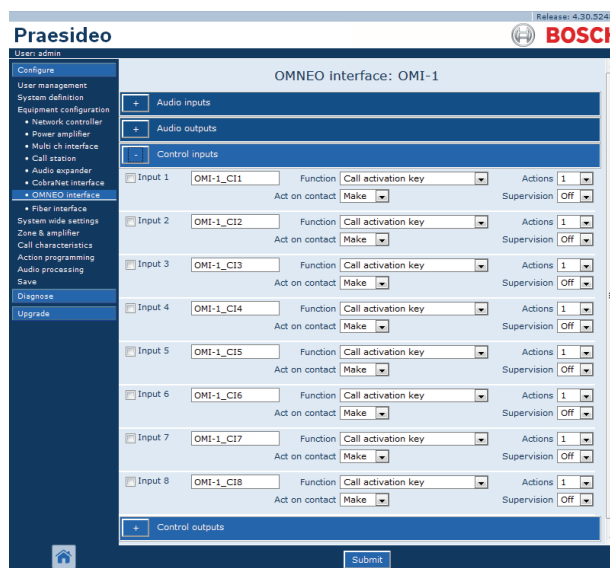 Release: 4.30.524
Praesideo
BOSCH
User: admin
Configure
User management
System definition
Equipment configuration
• Network controller
• Power amplifier
• Multi ch interface
• Call station
• Audio expander
• CobraNet interface
• OMNEO interface
• Fiber interface
System wide settings
Zone & amplifier
Call characteristics
Action programming
Audio processing
Save
Diagnose
Upgrade
OMNEO interface: OMI-1
+ Audio inputs
+ Audio outputs
- Control inputs
Input 1 OMI-1_CI1 Function Call activation key Actions 1
Act on contact Make Supervision Off
Input 2 OMI-1_CI2 Function Call activation key Actions 1
Act on contact Make Supervision Off
Input 3 OMI-1_CI3 Function Call activation key Actions 1
Act on contact Make Supervision Off
Input 4 OMI-1_CI4 Function Call activation key Actions 1
Act on contact Make Supervision Off
Input 5 OMI-1_CI5 Function Call activation key Actions 1
Act on contact Make Supervision Off
Input 6 OMI-1_CI6 Function Call activation key Actions 1
Act on contact Make Supervision Off
Input 7 OMI-1_CI7 Function Call activation key Actions 1
Act on contact Make Supervision Off
Input 8 OMI-1_CI8 Function Call activation key Actions 1
Act on contact Make Supervision Off
+ Control outputs
Submit